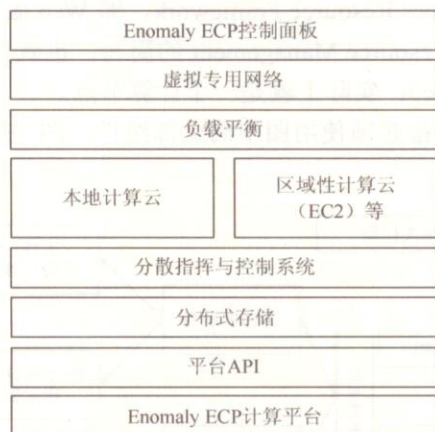 Enomaly ECP控制面板
虚拟专用网络
负载平衡
本地计算云
区域性计算云
（EC2）等
分散指挥与控制系统
分布式存储
平台API
Enomaly ECP计算平台